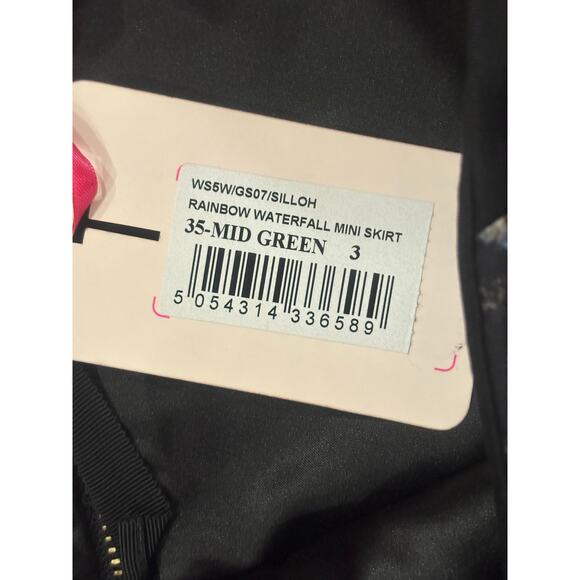 WS5W/GS07/SILLOH
RAINBOW WATERFALL MINI SKIRT
35-MID GREEN 3
5 054314 336589